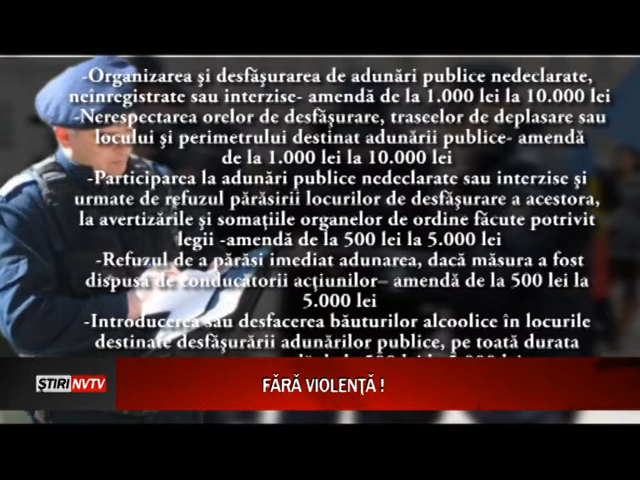 -Organizarea şi desfăşurarea de adunări publice nedeclarate,
neînregistrate sau interzise- amendă de la 1.000 lei la 10.000 lei
-Nerespectarea orelor de desfăşurare, traseelor de deplasare sau
locului şi perimetrului destinat adunării publice- amendă
de la 1.000 lei la 10.000 lei
-Participarea la adunări publice nedeclarate sau interzise şi
urmate de refuzul părăsirii locurilor de desfăşurare a acestora,
la avertizările şi somaţiile organelor de ordine făcute potrivit
legii -amendă de la 500 lei la 5.000 lei
-Refuzul de a părăsi imediat adunarea, dacă măsura a fost
dispusă de conducătorii acţiunilor– amendă de la 500 lei la
5.000 lei
-Introducerea sau desfacerea băuturilor alcoolice în locurile
destinate desfăşurării adunărilor publice, pe toată durata
ŞTIRI NVTV
FĂRĂ VIOLENŢĂ !